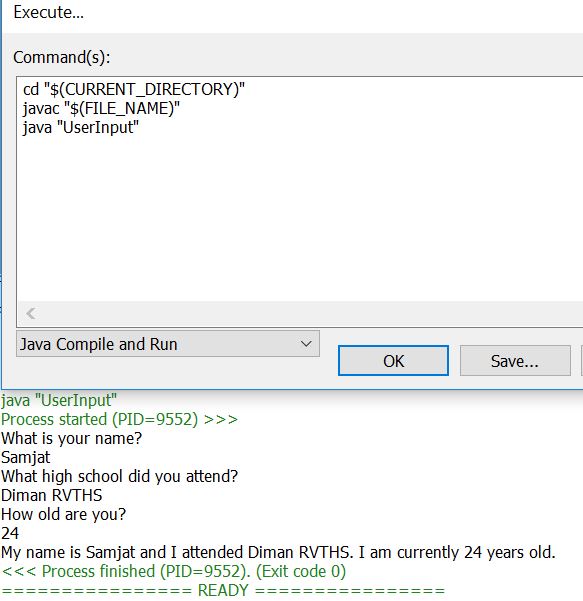 Execute...
Command(s):
cd "$(CURRENT_DIRECTORY)"
javac "$(FILE_NAME)"
java "UserInput"
Java Compile and Run
OK
Save...
java "UserInput"
Process started (PID=9552) >>>
What is your name?
Samjat
What high school did you attend?
Diman RVTHS
How old are you?
24
My name is Samjat and I attended Diman RVTHS. I am currently 24 years old.
<<< Process finished (PID=9552). (Exit code 0)
================ READY ================